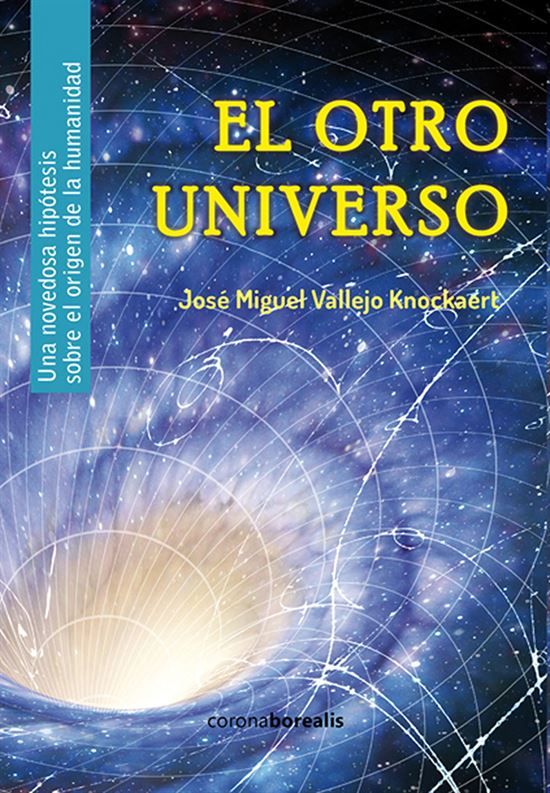 Una novedosa hipótesis
sobre el origen de la humanidad
EL OTRO
UNIVERSO
José Miguel Vallejo Knockaert
coronaborealis